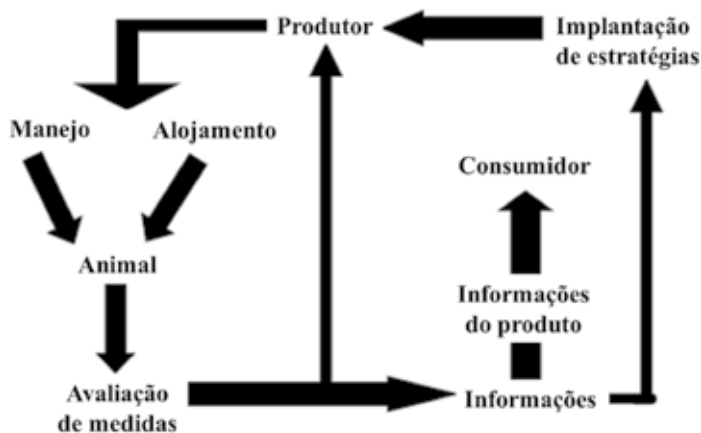 Produtor
Implantação
de estratégias
Manejo
Alojamento
Consumidor
Animal
Informações
do produto
Avaliação
de medidas
Informações